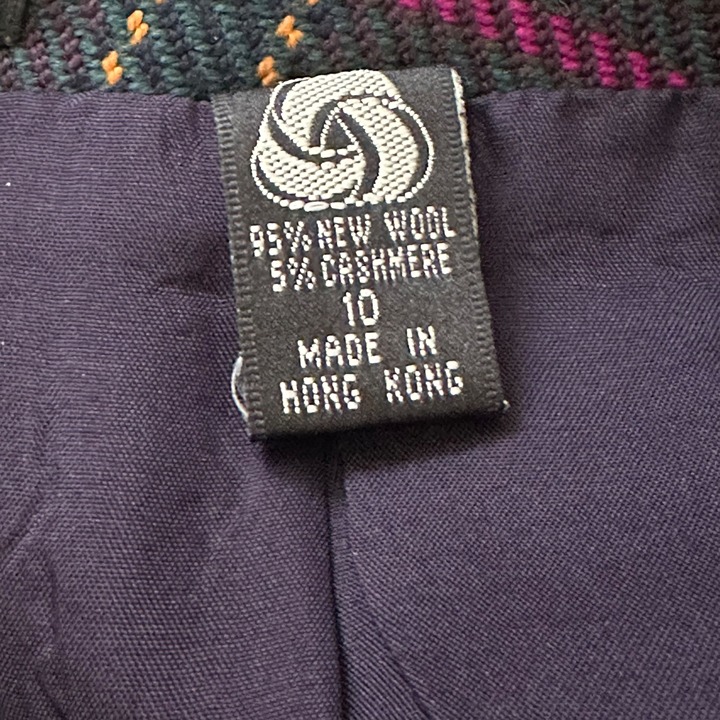 95% NEW WOOL
5% CASHMERE
10
MADE IN
HONG KONG